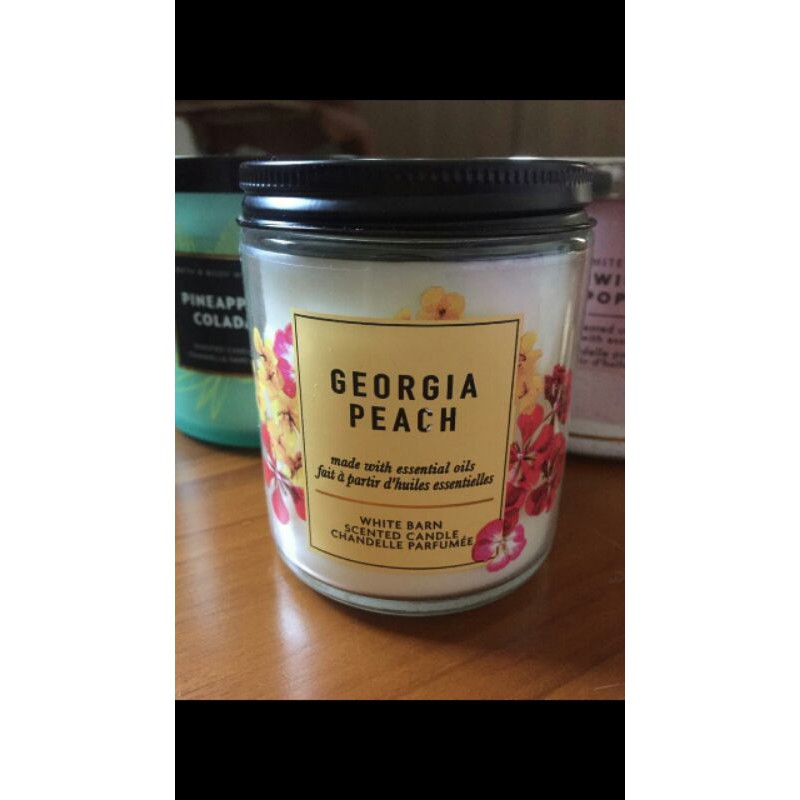 GEORGIA
PEACH
made with essential oils
fait à partir d'huiles essentielles
WHITE BARN
SCENTED CANDLE
CHANDELLE PARFUMÉE
PINEAPP
COLADA
WI
POP